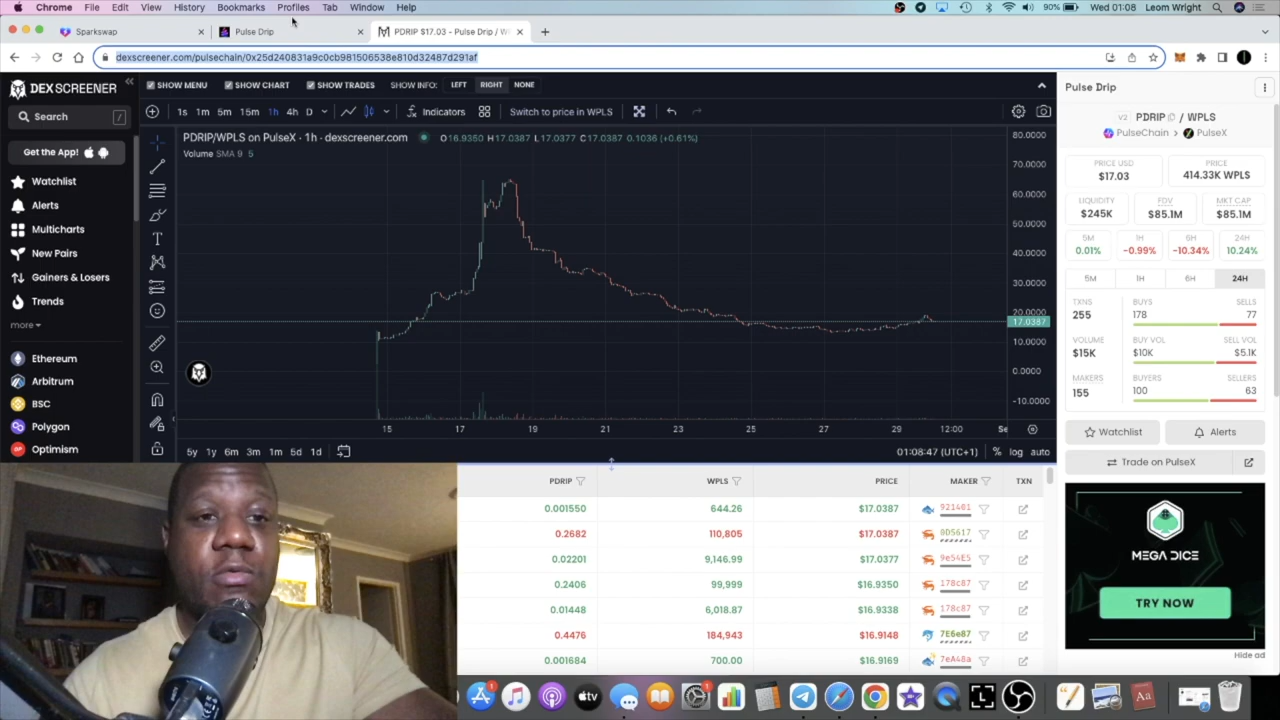 Chrome File Edit View History Bookmarks Profiles Tab Window Help 90% Wed 01:08 Leom Wright
Sparkswap Pulse Drip PDRIP $17.03 - Pulse Drip / W
dexscreener.com/pulsechain/0x25d240831a9c0cb981506538e810d32487d291af
DEX SCREENER
Search /
Get the App!
Watchlist
Alerts
Multicharts
New Pairs
Gainers & Losers
Trends
more
Ethereum
Arbitrum
BSC
Polygon
Optimism
SHOW MENU SHOW CHART SHOW TRADES SHOW INFO: LEFT RIGHT NONE
1s 1m 5m 15m 1h 4h D Indicators Switch to price in WPLS
PDRIP/WPLS on PulseX · 1h · dexscreener.com O16.9350 H17.0387 L17.0377 C17.0387 0.1036 (+0.61%)
Volume SMA 9 5
80.0000
70.0000
60.0000
50.0000
40.0000
30.0000
20.0000
17.0387
10.0000
0.0000
-10.0000
15 17 19 21 23 25 27 29 12:00 Se
5y 1y 6m 3m 1m 5d 1d 01:08:47 (UTC+1) % log auto
PDRIP WPLS PRICE MAKER TXN
0.001550 644.26 $17.0387 921401
0.2682 110,805 $17.0387 0D5617
0.02201 9,146.99 $17.0377 9e54E5
0.2406 99,999 $16.9350 178c87
0.01448 6,018.87 $16.9338 178c87
0.4476 184,943 $16.9148 7E6e87
0.001684 700.00 $16.9169 7eA48a
Pulse Drip
V2 PDRIP / WPLS
PulseChain > PulseX
PRICE USD PRICE
$17.03 414.33K WPLS
LIQUIDITY FDV MKT CAP
$245K $85.1M $85.1M
5M 1H 6H 24H
0.01% -0.99% -10.34% 10.24%
5M 1H 6H 24H
TXNS BUYS SELLS
255 178 77
VOLUME BUY VOL SELL VOL
$15K $10K $5.1K
MAKERS BUYERS SELLERS
155 100 63
Watchlist Alerts
Trade on PulseX
MEGA DICE
TRY NOW
Hide ad